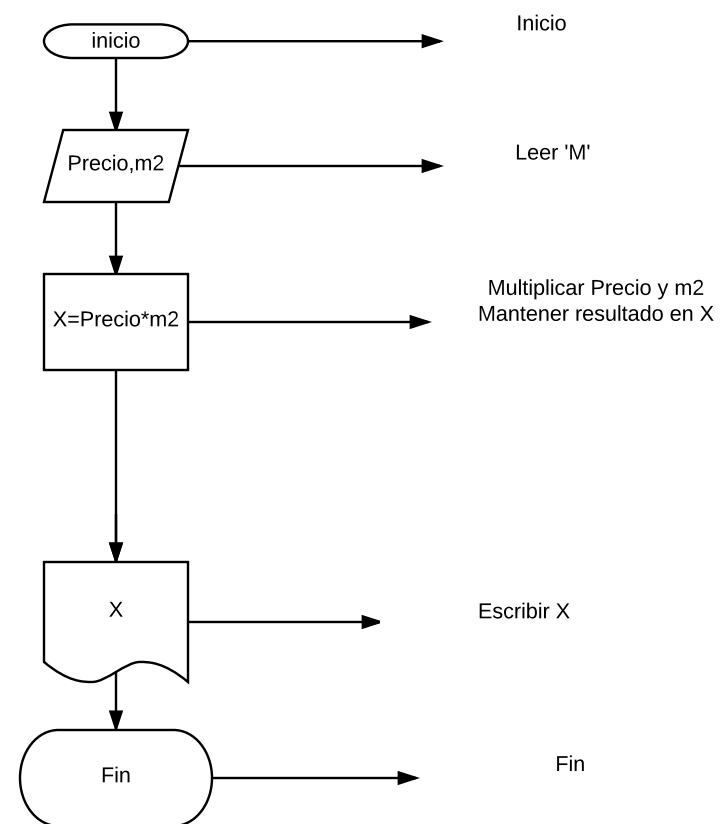 inicio
Inicio
Precio,m2
Leer 'M'
X=Precio*m2
Multiplicar Precio y m2
Mantener resultado en X
X
Escribir X
Fin
Fin